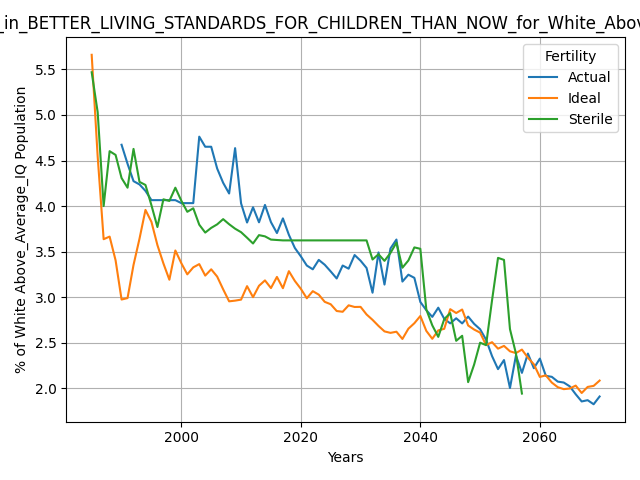 _in_BETTER_LIVING_STANDARDS_FOR_CHILDREN_THAN_NOW_for_White_Abov
Fertility
Actual
Ideal
Sterile
% of White Above_Average_IQ Population
5.5
5.0
4.5
4.0
3.5
3.0
2.5
2.0
2000
2020
2040
2060
Years